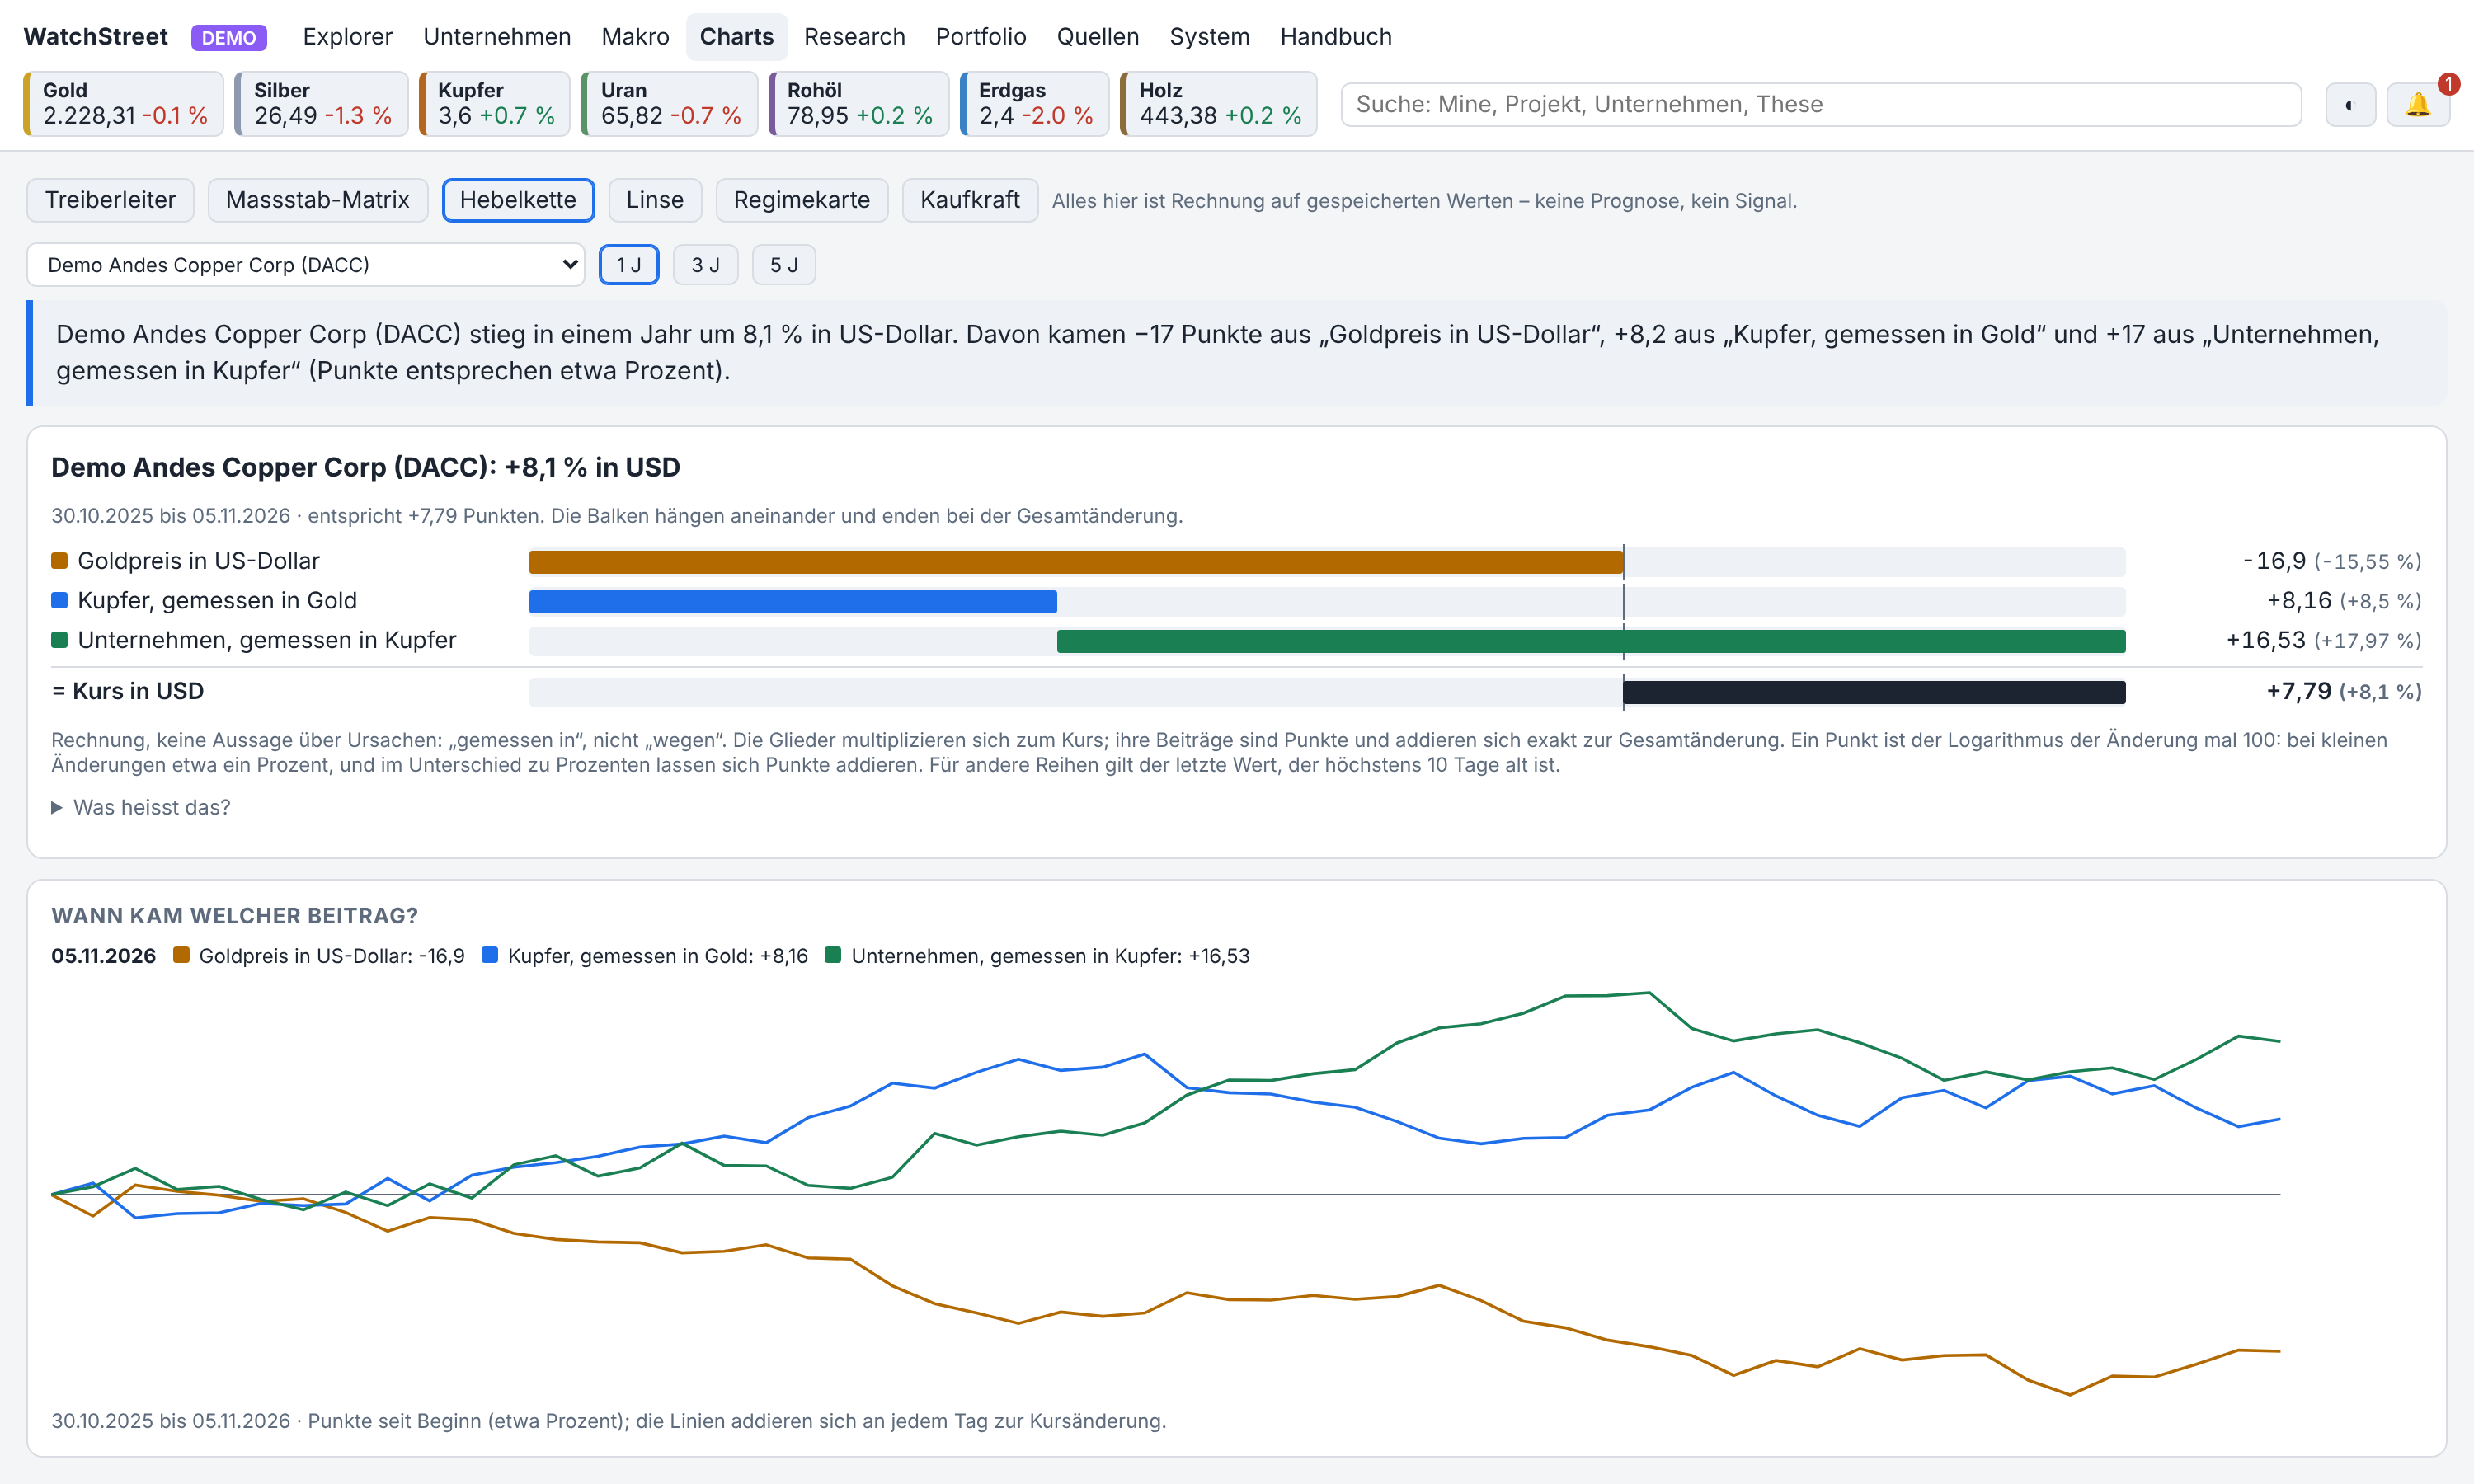 WatchStreet DEMO Explorer Unternehmen Makro Charts Research Portfolio Quellen System Handbuch
Gold Silber Kupfer Uran Rohöl Erdgas Holz
2.228,31 -0.1 % 26,49 -1.3 % 3,6 +0.7 % 65,82 -0.7 % 78,95 +0.2 % 2,4 -2.0 % 443,38 +0.2 %
Suche: Mine, Projekt, Unternehmen, These
1
Treiberleiter Massstab-Matrix Hebelkette Linse Regimekarte Kaufkraft Alles hier ist Rechnung auf gespeicherten Werten – keine Prognose, kein Signal.
Demo Andes Copper Corp (DACC) 1 J 3 J 5 J
Demo Andes Copper Corp (DACC) stieg in einem Jahr um 8,1 % in US-Dollar. Davon kamen −17 Punkte aus „Goldpreis in US-Dollar“, +8,2 aus „Kupfer, gemessen in Gold“ und +17 aus „Unternehmen,
gemessen in Kupfer“ (Punkte entsprechen etwa Prozent).
Demo Andes Copper Corp (DACC): +8,1 % in USD
30.10.2025 bis 05.11.2026 · entspricht +7,79 Punkten. Die Balken hängen aneinander und enden bei der Gesamtänderung.
Goldpreis in US-Dollar -16,9 (-15,55 %)
Kupfer, gemessen in Gold +8,16 (+8,5 %)
Unternehmen, gemessen in Kupfer +16,53 (+17,97 %)
= Kurs in USD +7,79 (+8,1 %)
Rechnung, keine Aussage über Ursachen: „gemessen in“, nicht „wegen“. Die Glieder multiplizieren sich zum Kurs; ihre Beiträge sind Punkte und addieren sich exakt zur Gesamtänderung. Ein Punkt ist der Logarithmus der Änderung mal 100: bei kleinen
Änderungen etwa ein Prozent, und im Unterschied zu Prozenten lassen sich Punkte addieren. Für andere Reihen gilt der letzte Wert, der höchstens 10 Tage alt ist.
Was heisst das?
WANN KAM WELCHER BEITRAG?
05.11.2026 Goldpreis in US-Dollar: -16,9 Kupfer, gemessen in Gold: +8,16 Unternehmen, gemessen in Kupfer: +16,53
30.10.2025 bis 05.11.2026 · Punkte seit Beginn (etwa Prozent); die Linien addieren sich an jedem Tag zur Kursänderung.